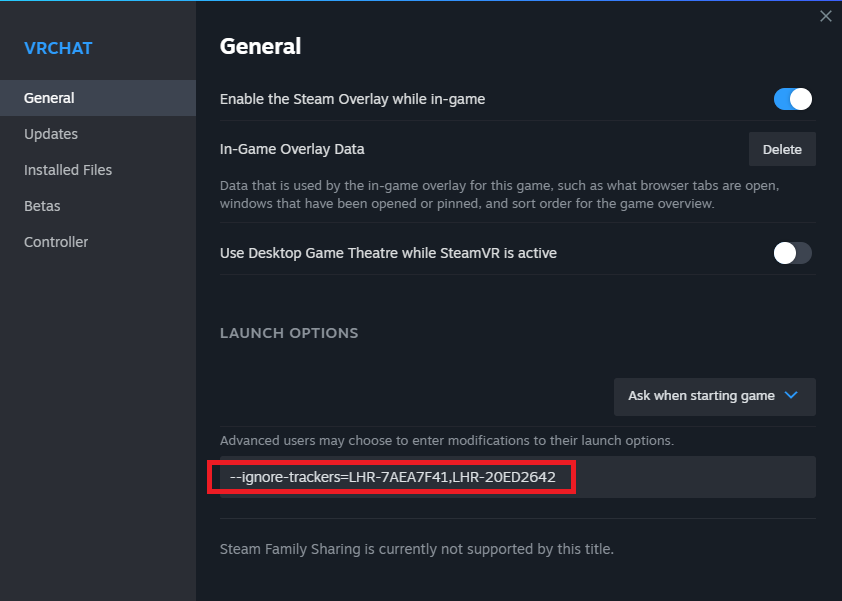 VRCHAT
General
Updates
Installed Files
Betas
Controller
General
Enable the Steam Overlay while in-game
In-Game Overlay Data
Delete
Data that is used by the in-game overlay for this game, such as what browser tabs are open,
windows that have been opened or pinned, and sort order for the game overview.
Use Desktop Game Theatre while SteamVR is active
LAUNCH OPTIONS
Ask when starting game
Advanced users may choose to enter modifications to their launch options.
--ignore-trackers=LHR-7AEA7F41,LHR-20ED2642
Steam Family Sharing is currently not supported by this title.